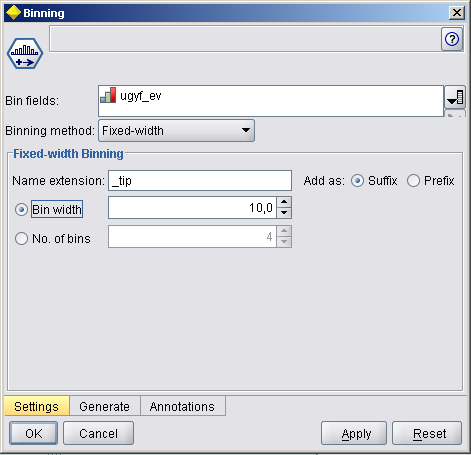 Binning
?
Bin fields:
ugyf_ev
Binning method:
Fixed-width
Fixed-width Binning
Name extension:
_tip
Add as:
Suffix
Prefix
Bin width
10,0
No. of bins
4
Settings
Generate
Annotations
OK
Cancel
Apply
Reset